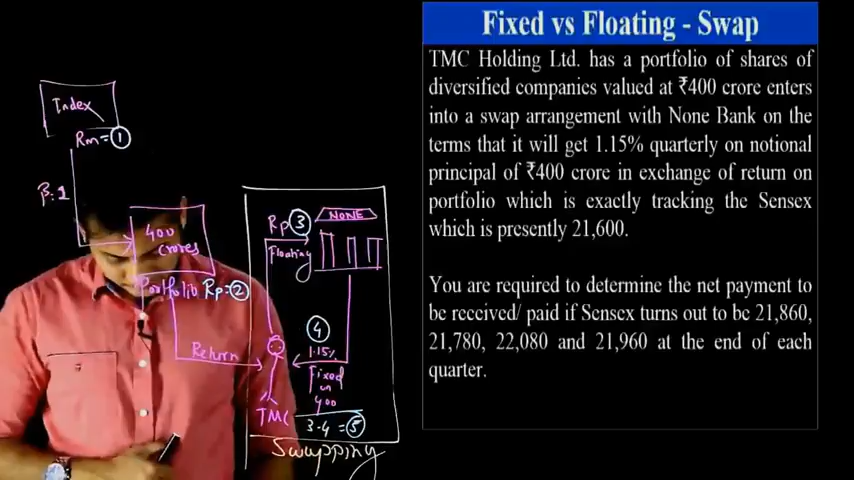 Fixed vs Floating - Swap
TMC Holding Ltd. has a portfolio of shares of
diversified companies valued at ₹400 crore enters
into a swap arrangement with None Bank on the
terms that it will get 1.15% quarterly on notional
principal of ₹400 crore in exchange of return on
portfolio which is exactly tracking the Sensex
which is presently 21,600.
You are required to determine the net payment to
be received/ paid if Sensex turns out to be 21,860,
21,780, 22,080 and 21,960 at the end of each
quarter.
Index
Rm = 1
β: 1
400
crores
Portfolio Rp = 2
Return
Rp 3
Floating
NONE
4
1.15%
Fixed
on
400
TMC
3-4 = 5
Swapping